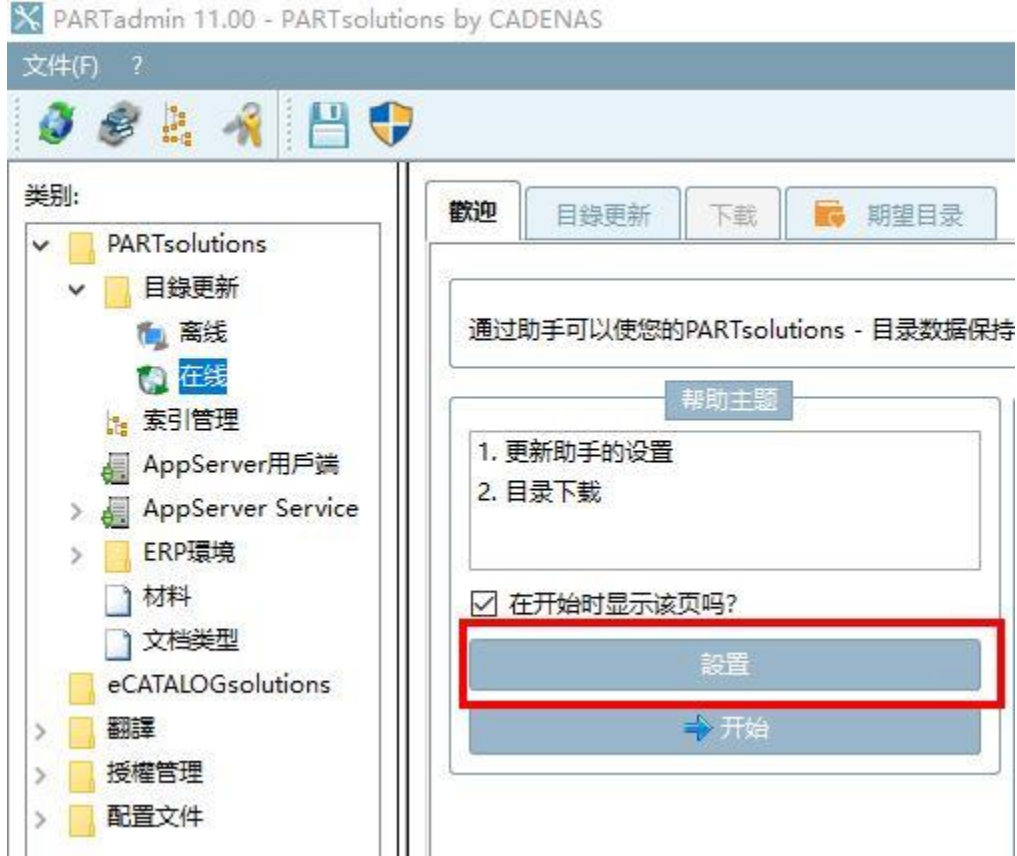 PARTadmin 11.00 - PARTsolutions by CADENAS
文件(F) ?
类别:
PARTsolutions
目錄更新
离线
在线
索引管理
AppServer用戶端
AppServer Service
ERP環境
材料
文档类型
eCATALOGsolutions
翻譯
授權管理
配置文件
歡迎 目錄更新 下載 期望目录
通过助手可以使您的PARTsolutions - 目录数据保持
帮助主题
1. 更新助手的设置
2. 目录下载
在开始时显示该页吗?
設置
开始